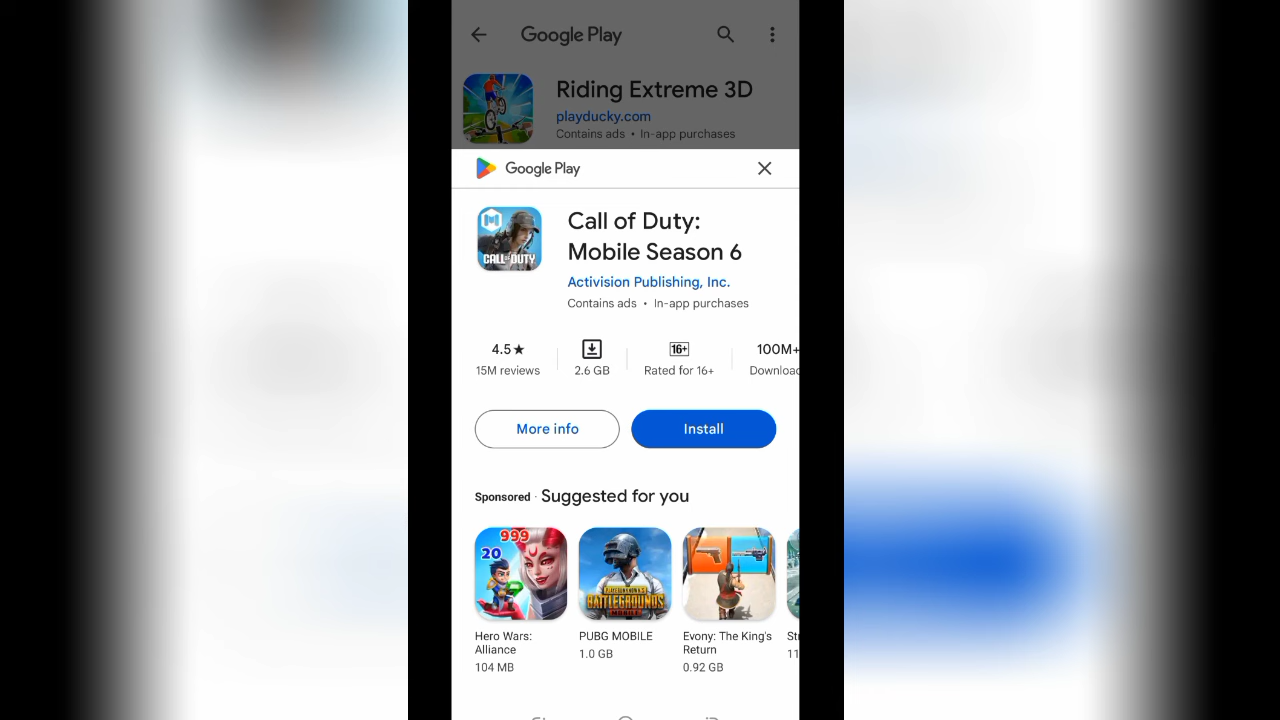 Google Play
Riding Extreme 3D
playducky.com
Contains ads • In-app purchases
Google Play
CALL OF DUTY
Call of Duty:
Mobile Season 6
Activision Publishing, Inc.
Contains ads • In-app purchases
4.5★ 2.6 GB 16+ 100M+
15M reviews Rated for 16+
More info Install
Sponsored · Suggested for you
999
20
BATTLEGROUNDS
Hero Wars: PUBG MOBILE Evony: The King's
Alliance 1.0 GB Return
104 MB 0.92 GB